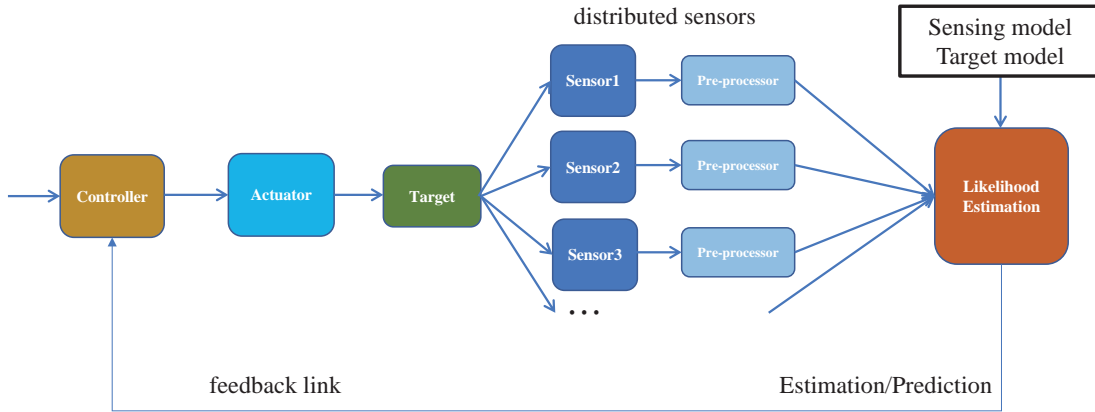 distributed sensors
Sensing model
Target model
Sensor1
Pre-processor
Sensor2
Pre-processor
Controller
Actuator
Target
Likelihood
Estimation
Sensor3
Pre-processor
...
feedback link
Estimation/Prediction